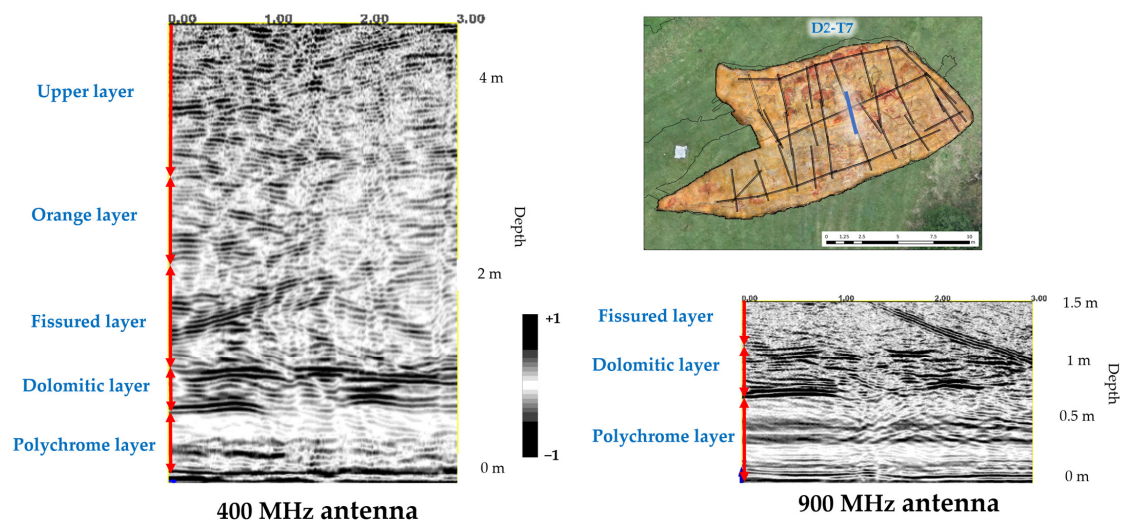 0.00 1.00 2.00 3.00
4 m
Upper layer
Orange layer
Depth
2 m
Fissured layer
Dolomitic layer
Polychrome layer
0 m
+1
−1
400 MHz antenna
D2-T7
0 1.25 2.5 5 7.5 10
m
0.00 1.00 2.00 3.00
1.5 m
Fissured layer
Dolomitic layer
1 m
Depth
0.5 m
Polychrome layer
0 m
900 MHz antenna